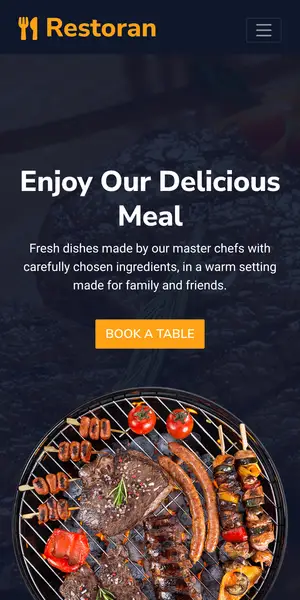 Restoran
Enjoy Our Delicious
Meal
Fresh dishes made by our master chefs with
carefully chosen ingredients, in a warm setting
made for family and friends.
BOOK A TABLE